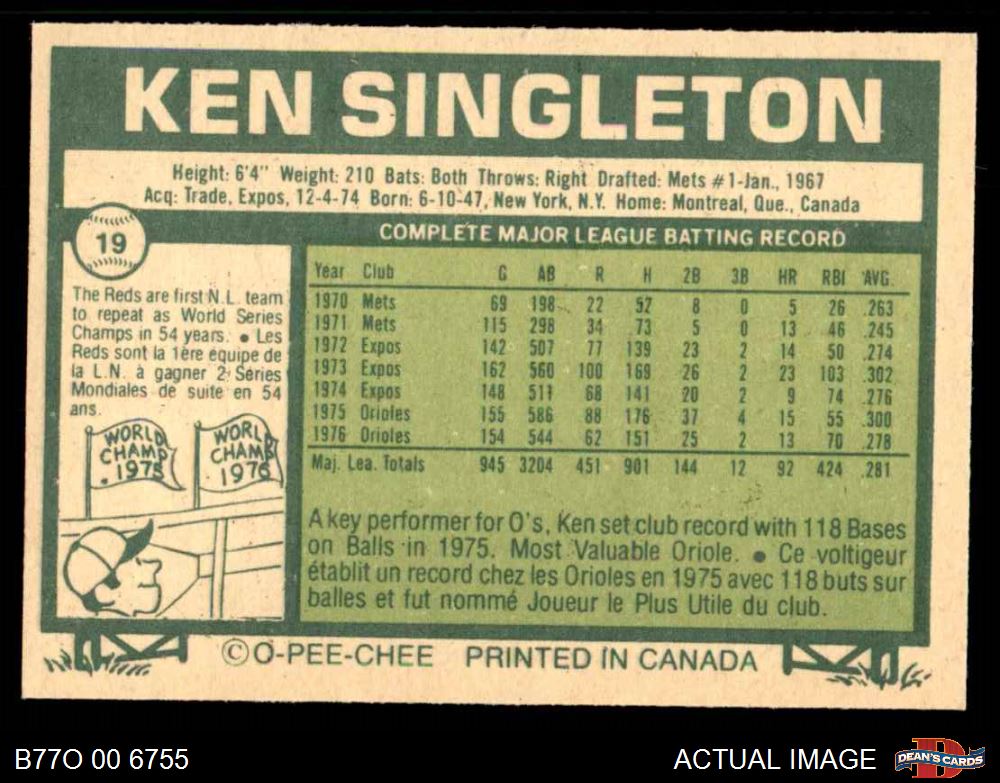 KEN SINGLETON
Height: 6'4" Weight: 210 Bats: Both Throws: Right Drafted: Mets #1-Jan., 1967
Acq: Trade, Expos, 12-4-74 Born: 6-10-47, New York, N.Y. Home: Montreal, Que., Canada
19
COMPLETE MAJOR LEAGUE BATTING RECORD
The Reds are first N.L. team
to repeat as World Series
Champs in 54 years. • Les
Reds sont la 1ère équipe de
la L.N. à gagner 2 Séries
Mondiales de suite en 54
ans.
WORLD CHAMP 1975
WORLD CHAMP 1976
Year Club G AB R H 2B 3B HR RBI AVG.
1970 Mets 69 198 22 52 8 0 5 26 .263
1971 Mets 115 298 34 73 5 0 13 46 .245
1972 Expos 142 507 77 139 23 2 14 50 .274
1973 Expos 162 560 100 169 26 2 23 103 .302
1974 Expos 148 511 68 141 20 2 9 74 .276
1975 Orioles 155 586 88 176 37 4 15 55 .300
1976 Orioles 154 544 62 151 25 2 13 70 .278
Maj. Lea. Totals 945 3204 451 901 144 12 92 424 .281
A key performer for O's, Ken set club record with 118 Bases
on Balls in 1975. Most Valuable Oriole. • Ce voltigeur
établit un record chez les Orioles en 1975 avec 118 buts sur
balles et fut nommé Joueur le Plus Utile du club.
© O-PEE-CHEE PRINTED IN CANADA
B77O 00 6755
ACTUAL IMAGE
D
DEAN'S CARDS